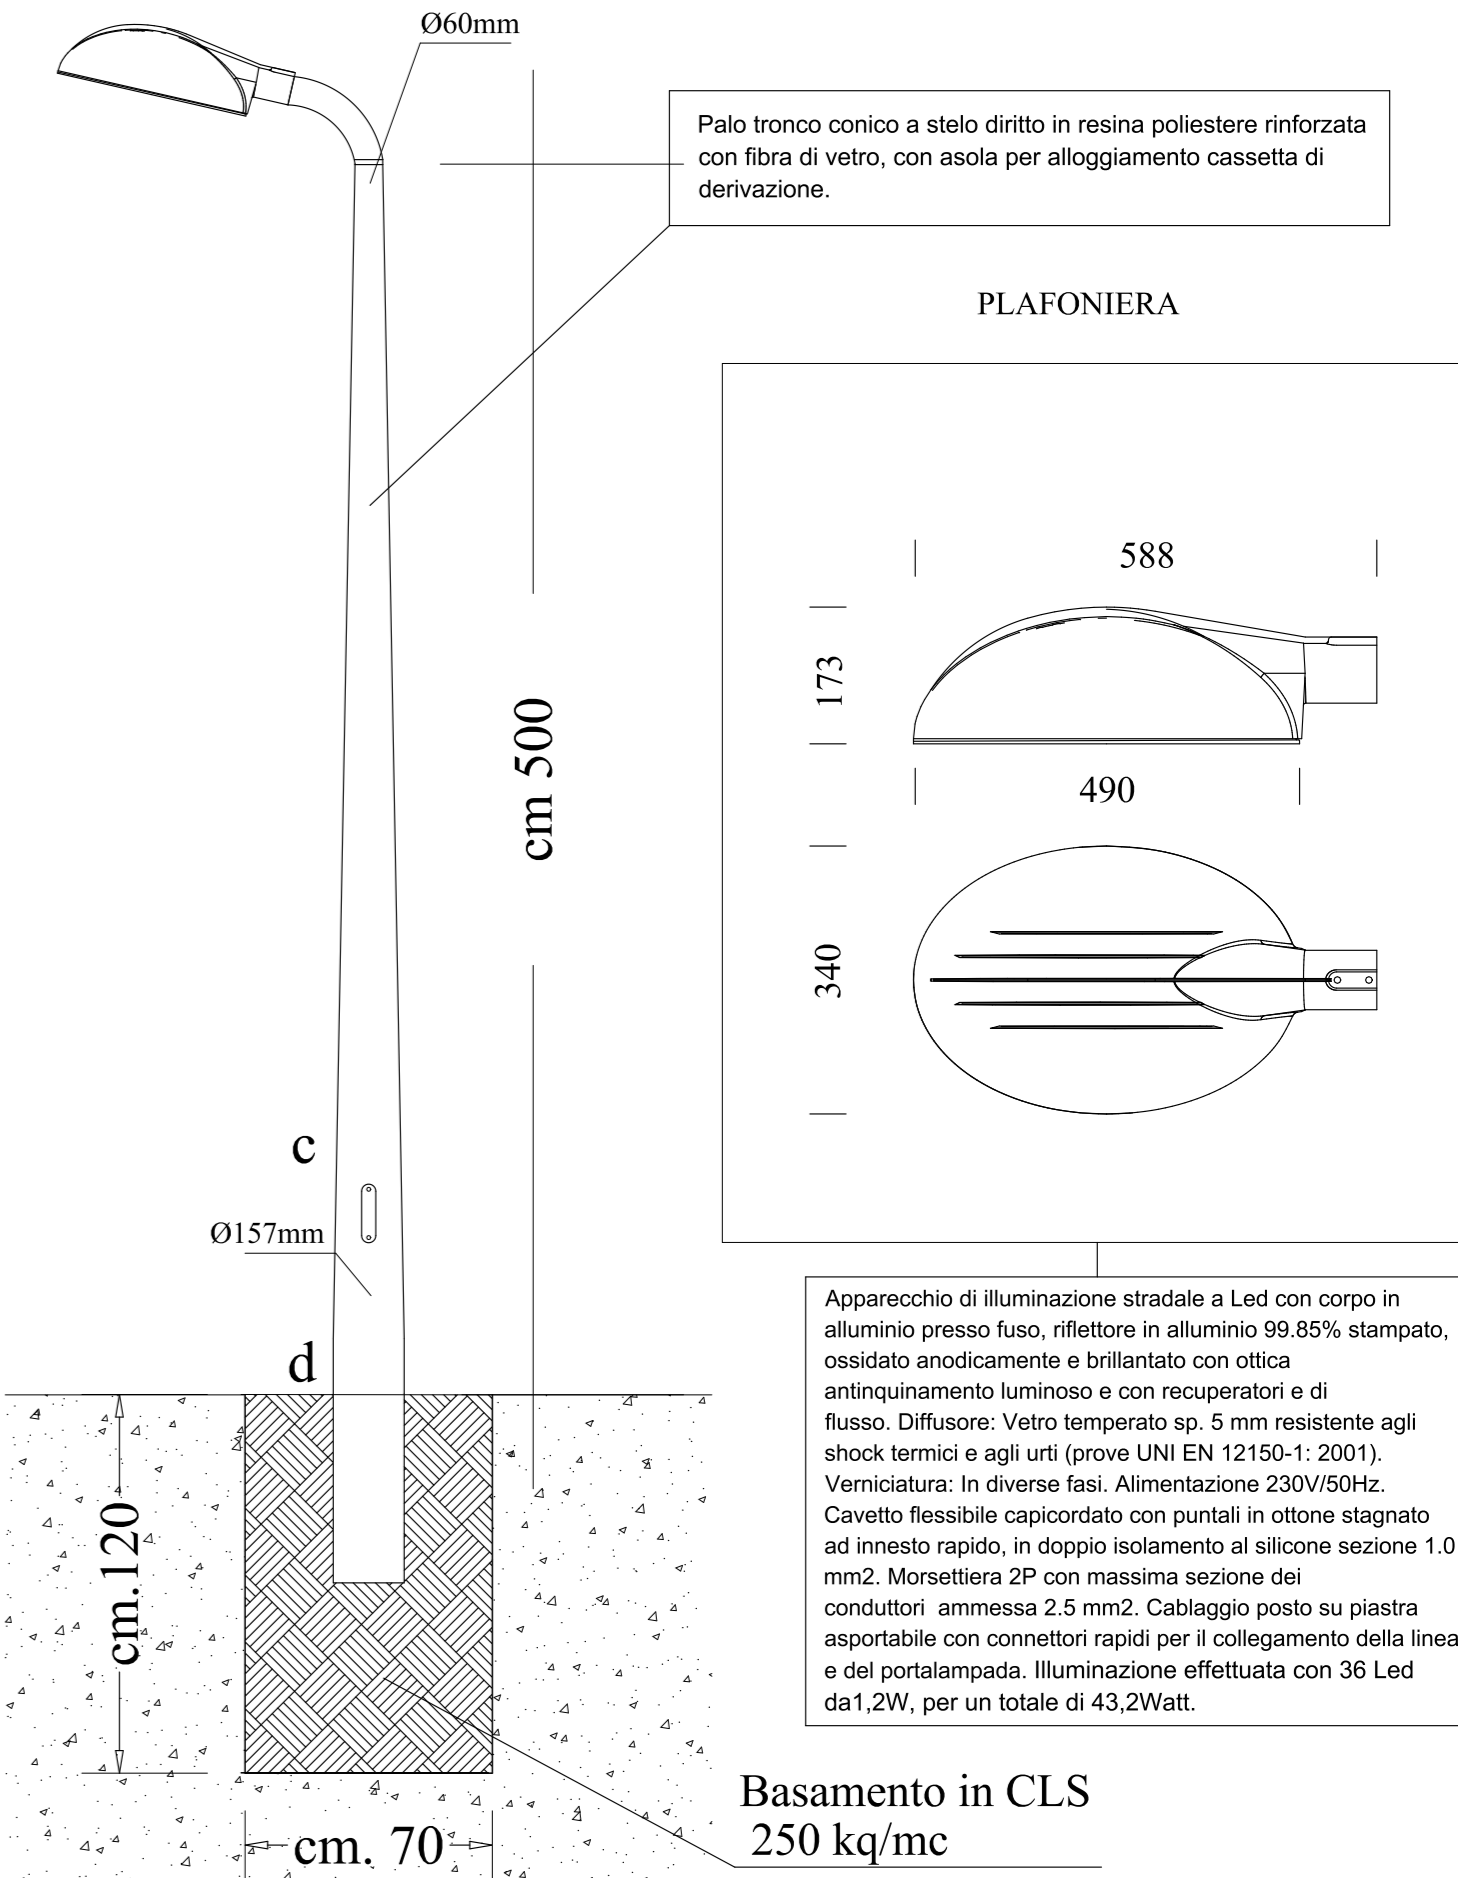 Ø60mm
Palo tronco conico a stelo diritto in resina poliestere rinforzata
con fibra di vetro, con asola per alloggiamento cassetta di
derivazione.
PLAFONIERA
588
173
490
340
cm 500
c
Ø157mm
d
cm.120
cm. 70
Apparecchio di illuminazione stradale a Led con corpo in
alluminio presso fuso, riflettore in alluminio 99.85% stampato,
ossidato anodicamente e brillantato con ottica
antinquinamento luminoso e con recuperatori e di
flusso. Diffusore: Vetro temperato sp. 5 mm resistente agli
shock termici e agli urti (prove UNI EN 12150-1: 2001).
Verniciatura: In diverse fasi. Alimentazione 230V/50Hz.
Cavetto flessibile capicordato con puntali in ottone stagnato
ad innesto rapido, in doppio isolamento al silicone sezione 1.0
mm2. Morsettiera 2P con massima sezione dei
conduttori  ammessa 2.5 mm2. Cablaggio posto su piastra
asportabile con connettori rapidi per il collegamento della linea
e del portalampada. Illuminazione effettuata con 36 Led
da1,2W, per un totale di 43,2Watt.
Basamento in CLS
250 kq/mc